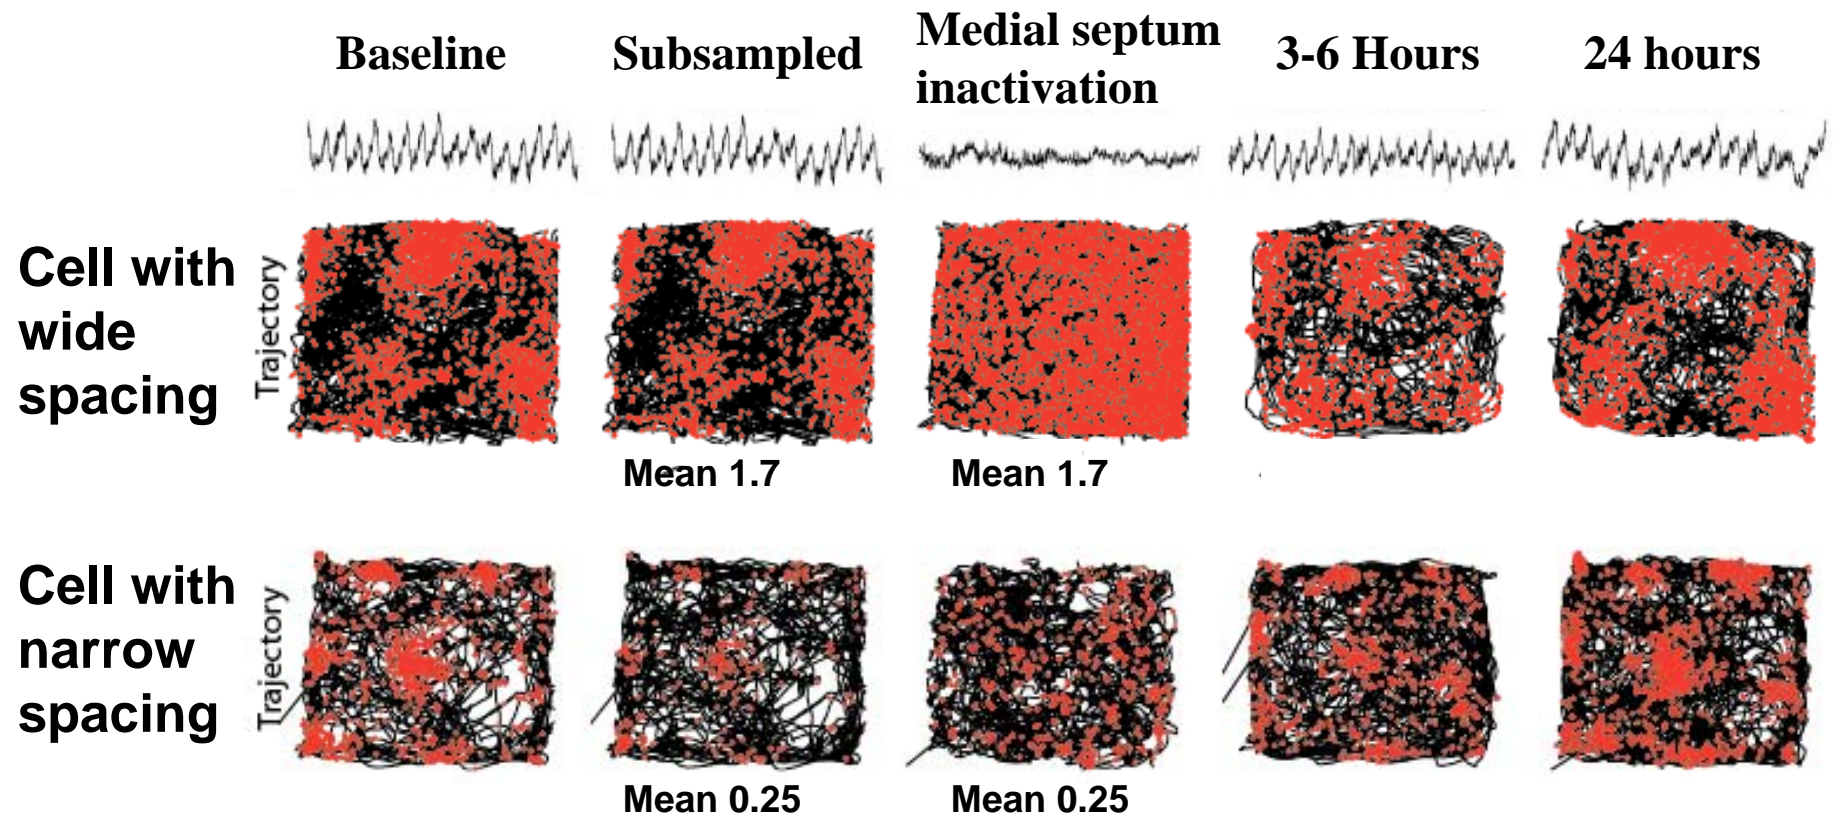 Baseline
Subsampled
Medial septum
inactivation
3-6 Hours
24 hours
Cell with
wide
spacing
Trajectory
Mean 1.7
Mean 1.7
Cell with
narrow
spacing
Trajectory
Mean 0.25
Mean 0.25